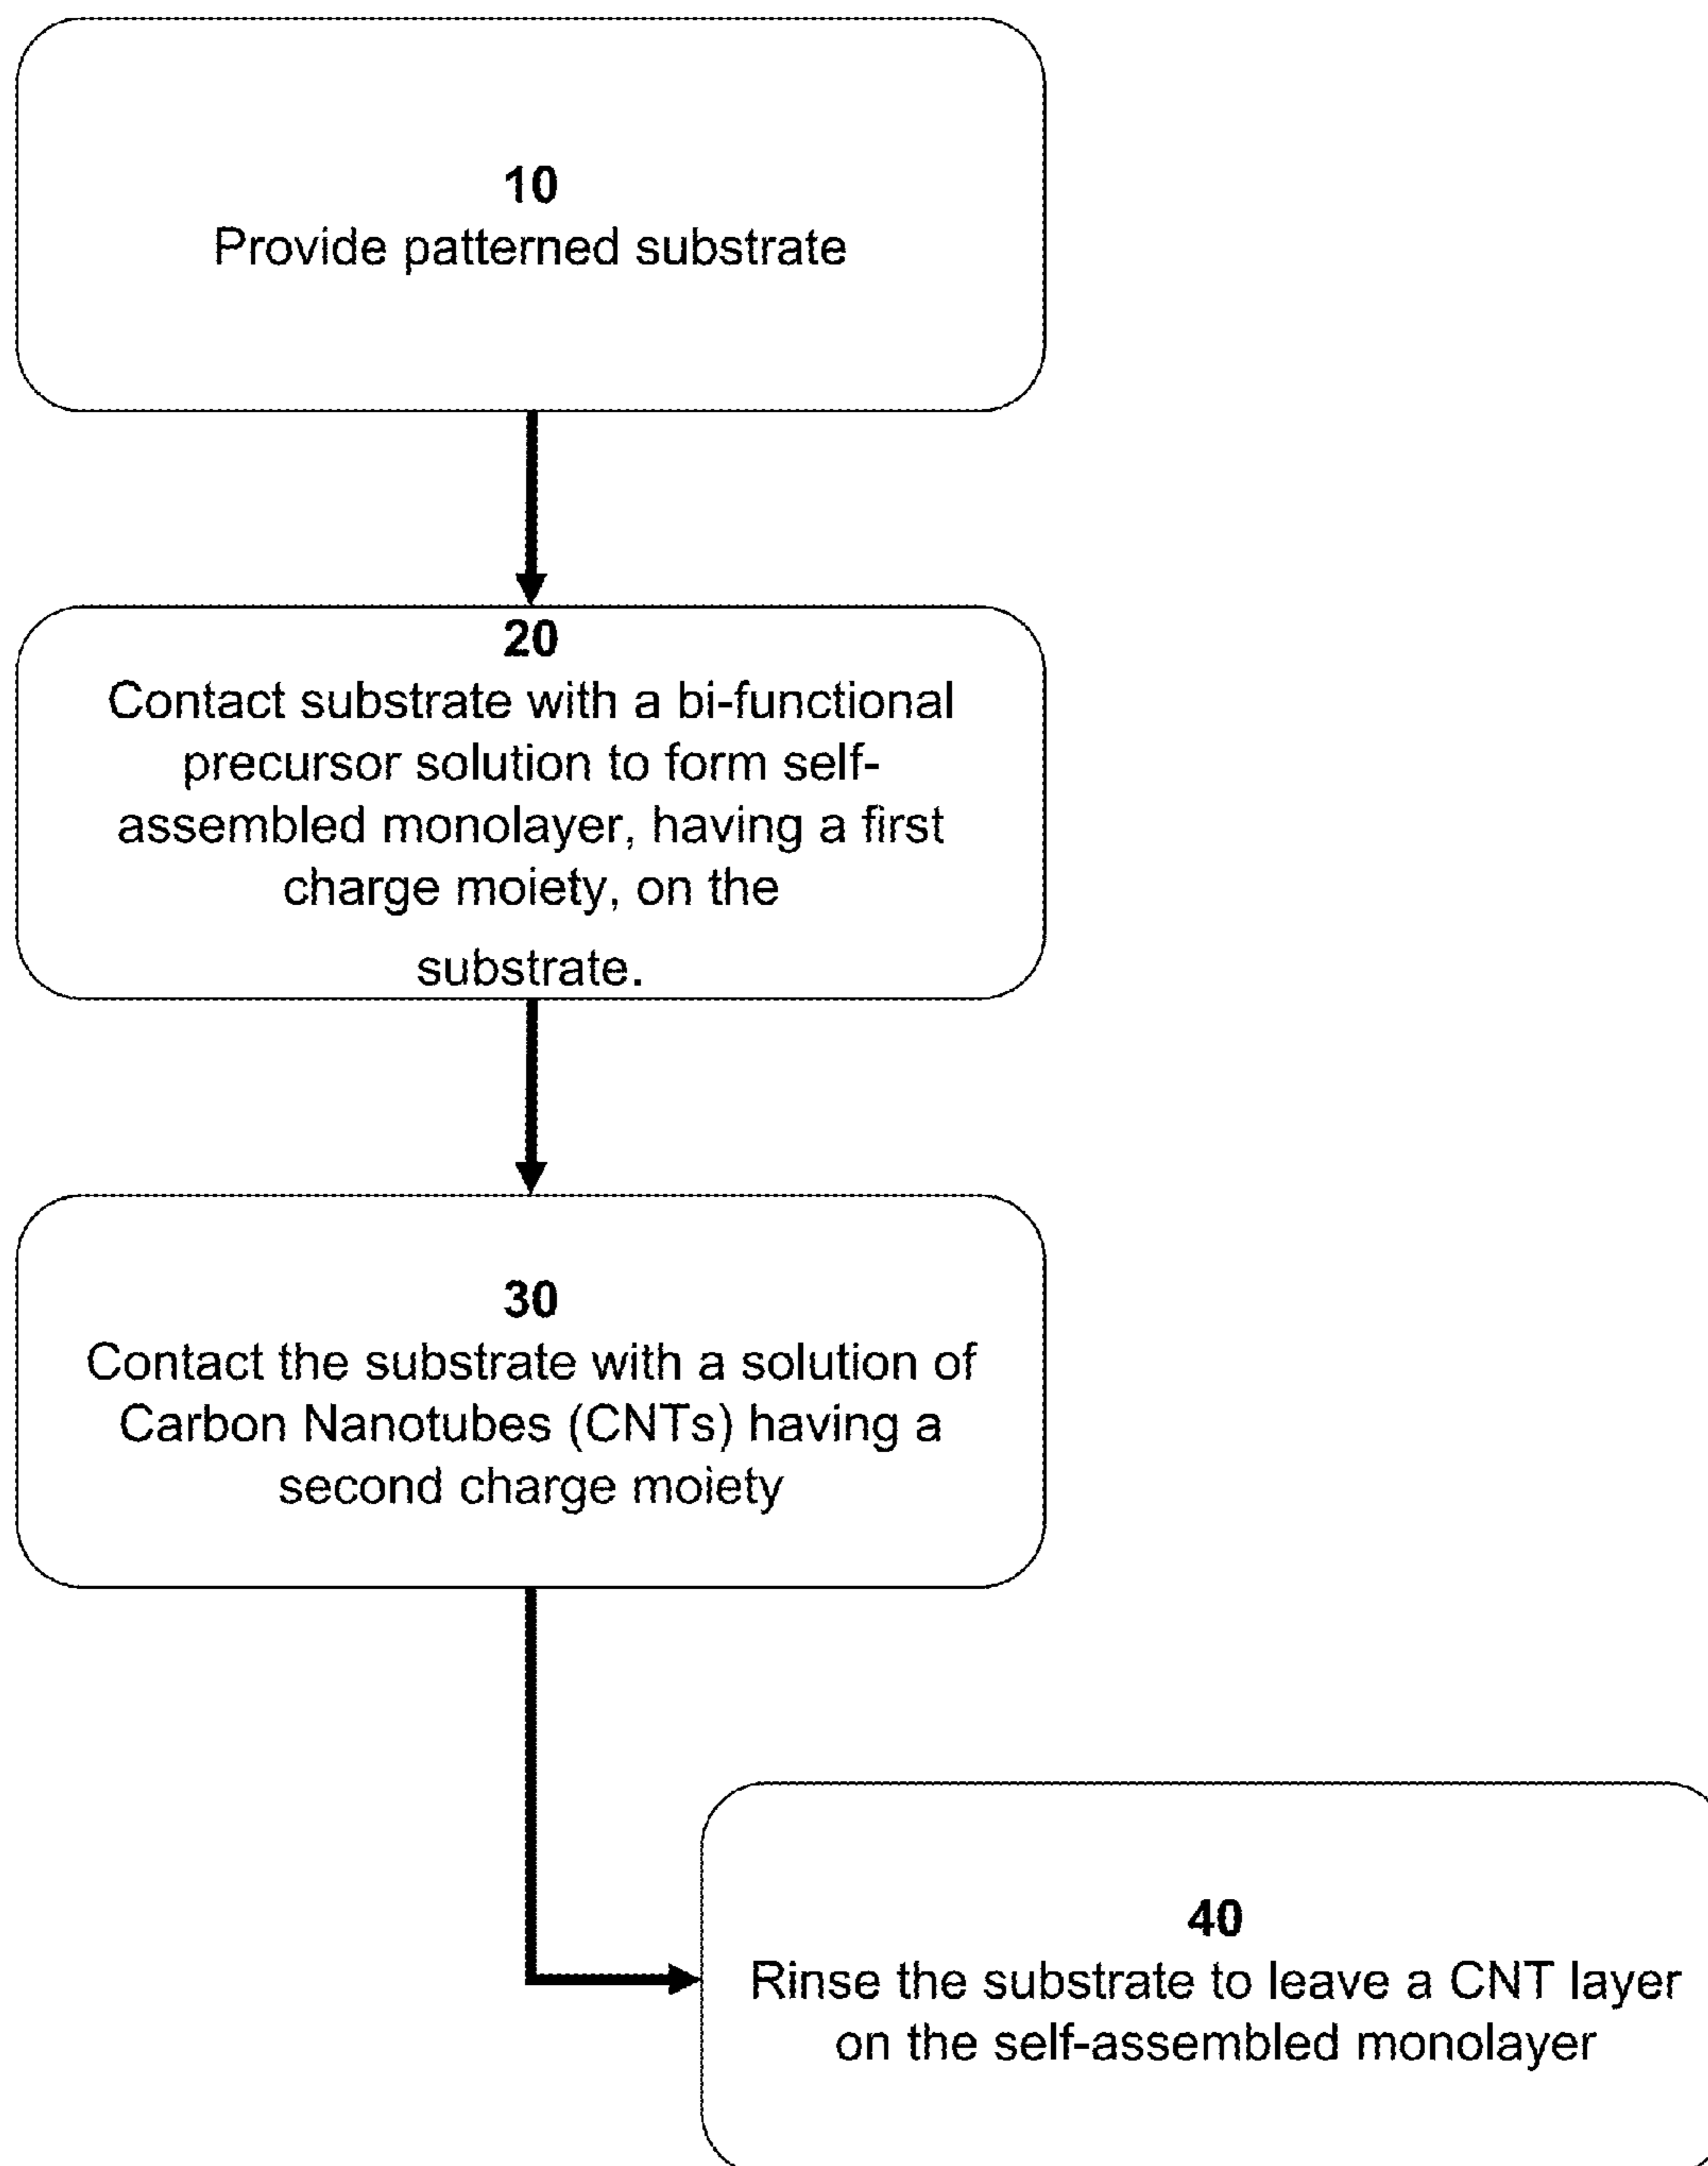 10
Provide patterned substrate
20
Contact substrate with a bi-functional
precursor solution to form self-
assembled monolayer, having a first
charge moiety, on the
substrate.
30
Contact the substrate with a solution of
Carbon Nanotubes (CNTs) having a
second charge moiety
40
Rinse the substrate to leave a CNT layer
on the self-assembled monolayer